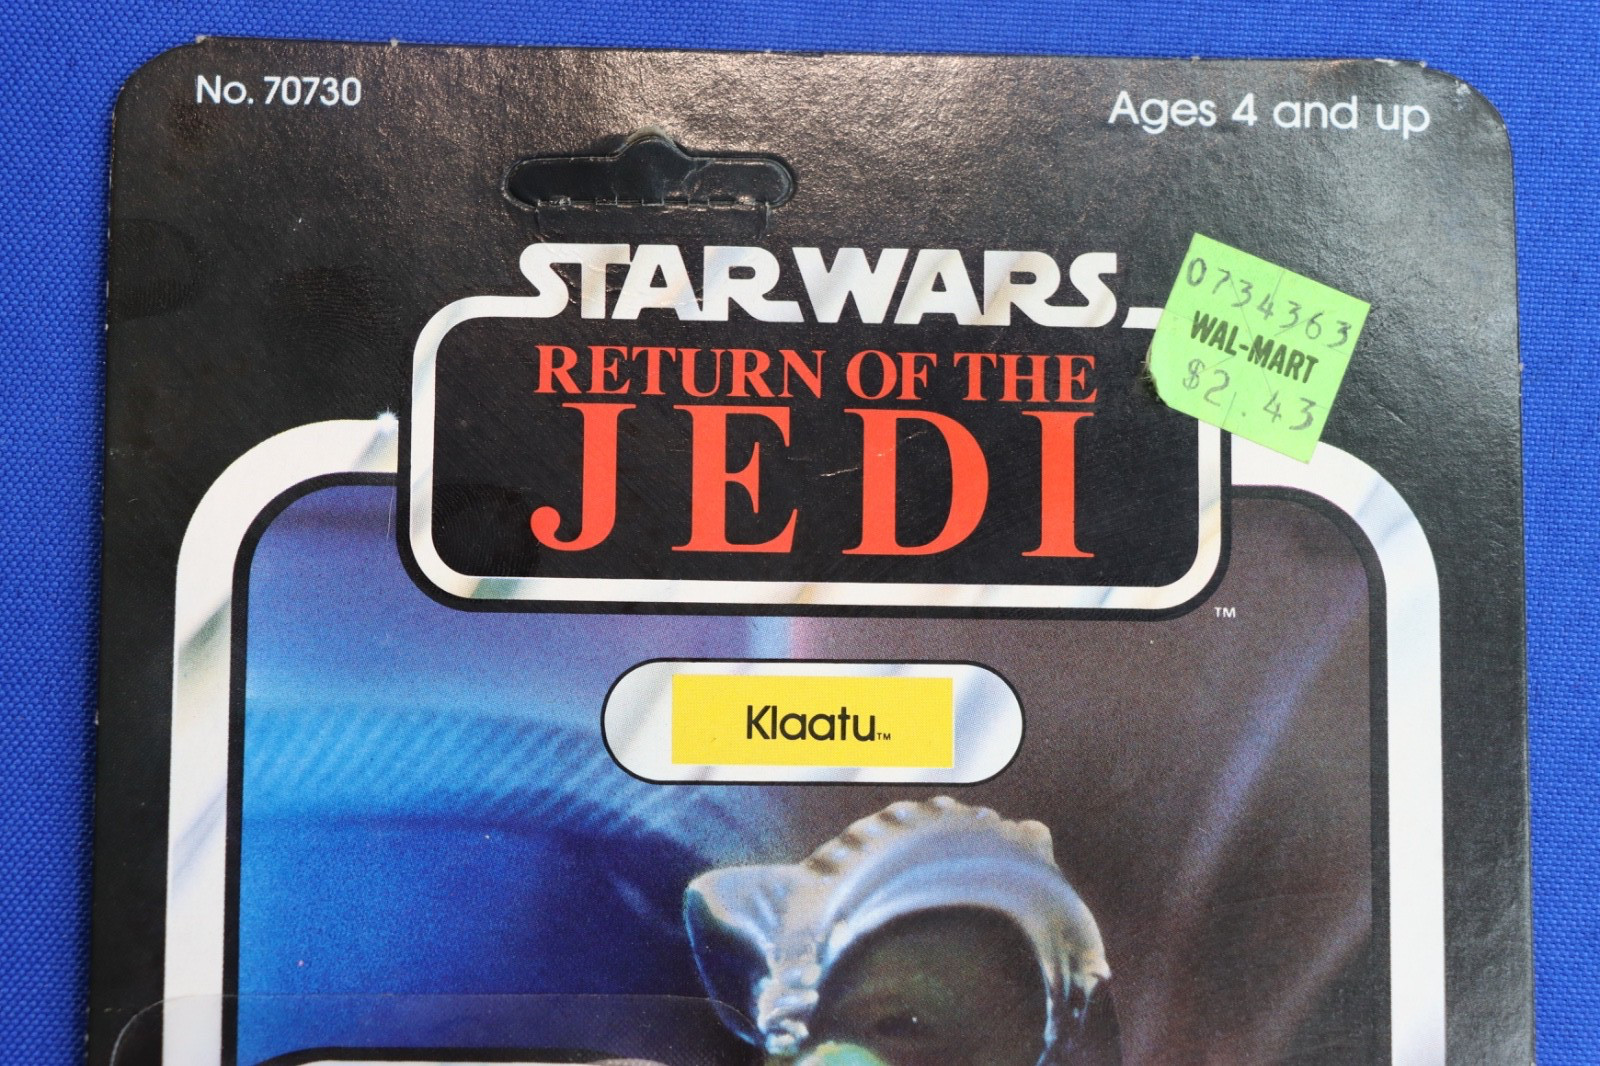 No. 70730
Ages 4 and up
STAR WARS
RETURN OF THE
JEDI
0734363
WAL-MART
$2.43
TM
Klaatu TM